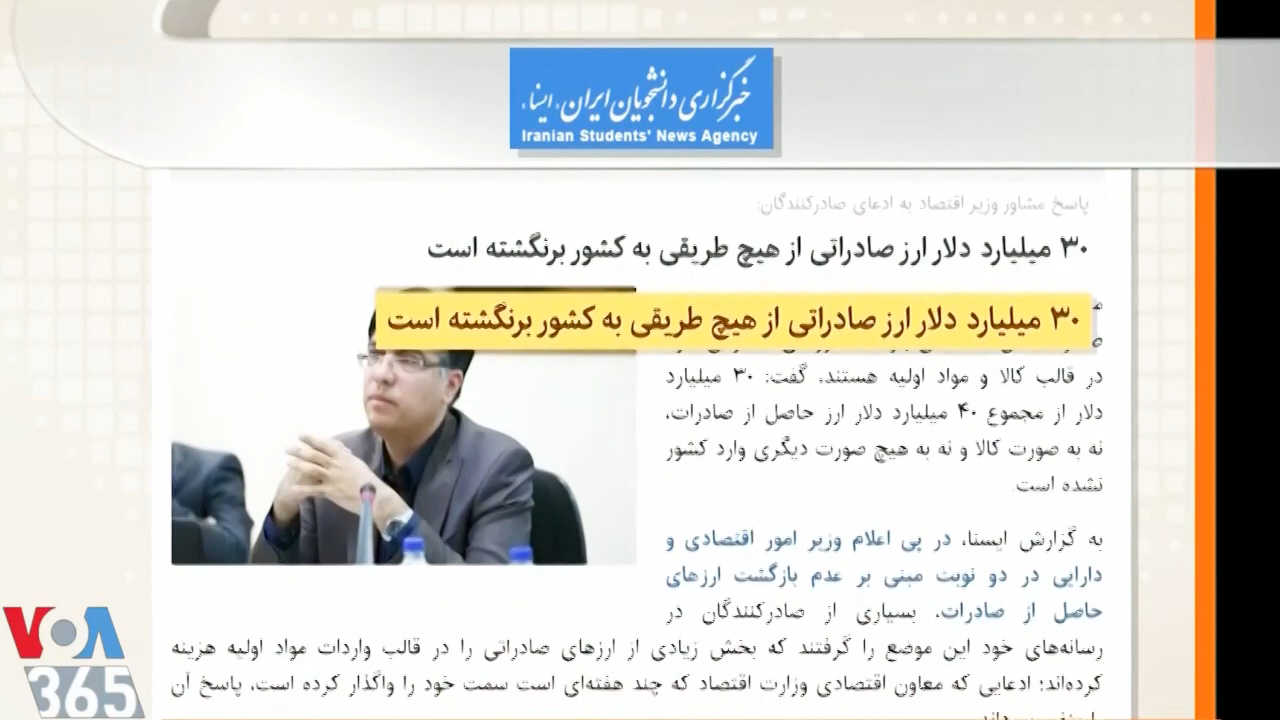 خبرگزاری دانشجویان ایران، ایسنا،
Iranian Students' News Agency
پاسخ مشاور وزیر اقتصاد به ادعای صادرکنندگان:
۳۰ میلیارد دلار ارز صادراتی از هیچ طریقی به کشور برنگشته است
۳۰ میلیارد دلار ارز صادراتی از هیچ طریقی به کشور برنگشته است
در قالب کالا و مواد اولیه هستند، گفت: ۳۰ میلیارد
دلار از مجموع ۴۰ میلیارد دلار ارز حاصل از صادرات،
نه به صورت کالا و نه به هیچ صورت دیگری وارد کشور
نشده است.
به گزارش ایسنا، در پی اعلام وزیر امور اقتصادی و
دارایی در دو نوبت مبنی بر عدم بازگشت ارزهای
حاصل از صادرات، بسیاری از صادرکنندگان در
رسانه‌های خود این موضع را گرفتند که بخش زیادی از ارزهای صادراتی را در قالب واردات مواد اولیه هزینه
کرده‌اند؛ ادعایی که معاون اقتصادی وزارت اقتصاد که چند هفته‌ای است سمت خود را واگذار کرده است، پاسخ آن
VOA
365